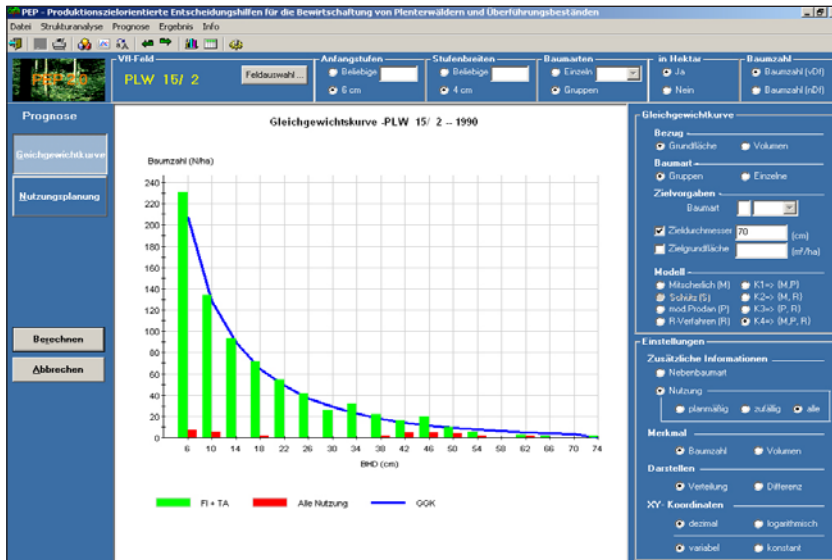 PEP - Produktionszielorientierte Entscheidungshilfen für die Bewirtschaftung von Plenterwäldern und Überführungsbeständen
Datei Strukturanalyse Prognose Ergebnis Info
PEP 2.0
Vfl-Feld
PLW 15/ 2
Feldauswahl ...
Anfangstufen
Beliebige
6 cm
Stufenbreiten
Beliebige
4 cm
Baumarten
Einzeln
Gruppen
in Hektar
Ja
Nein
Baumzahl
Baumzahl (vDf)
Baumzahl (nDf)
Prognose
Gleichgewichtkurve
Nutzungsplanung
Berechnen
Abbrechen
Gleichgewichtskurve -PLW 15/ 2 -- 1990
Baumzahl (N/ha)
240
220
200
180
160
140
120
100
80
60
40
20
0
6 10 14 18 22 26 30 34 38 42 46 50 54 58 62 66 70 74
BHD (cm)
FI + TA Alle Nutzung GGK
Gleichgewichtkurve
Bezug
Grundfläche Volumen
Baumart
Gruppen Einzelne
Zielvorgaben
Baumart
Zieldurchmesser 70 (cm)
Zielgrundfläche (m²/ha)
Modell
Mitscherlich (M) K1=> (M,P)
Schütz (S) K2=> (M, R)
mod.Prodan (P) K3=> (P, R)
R-Verfahren (R) K4=> (M,P, R)
Einstellungen
Zusätzliche Informationen
Nebenbaumart
Nutzung
planmäßig zufällig alle
Merkmal
Baumzahl Volumen
Darstellen
Verteilung Differenz
XY- Koordinaten
dezimal logarithmisch
variabel konstant